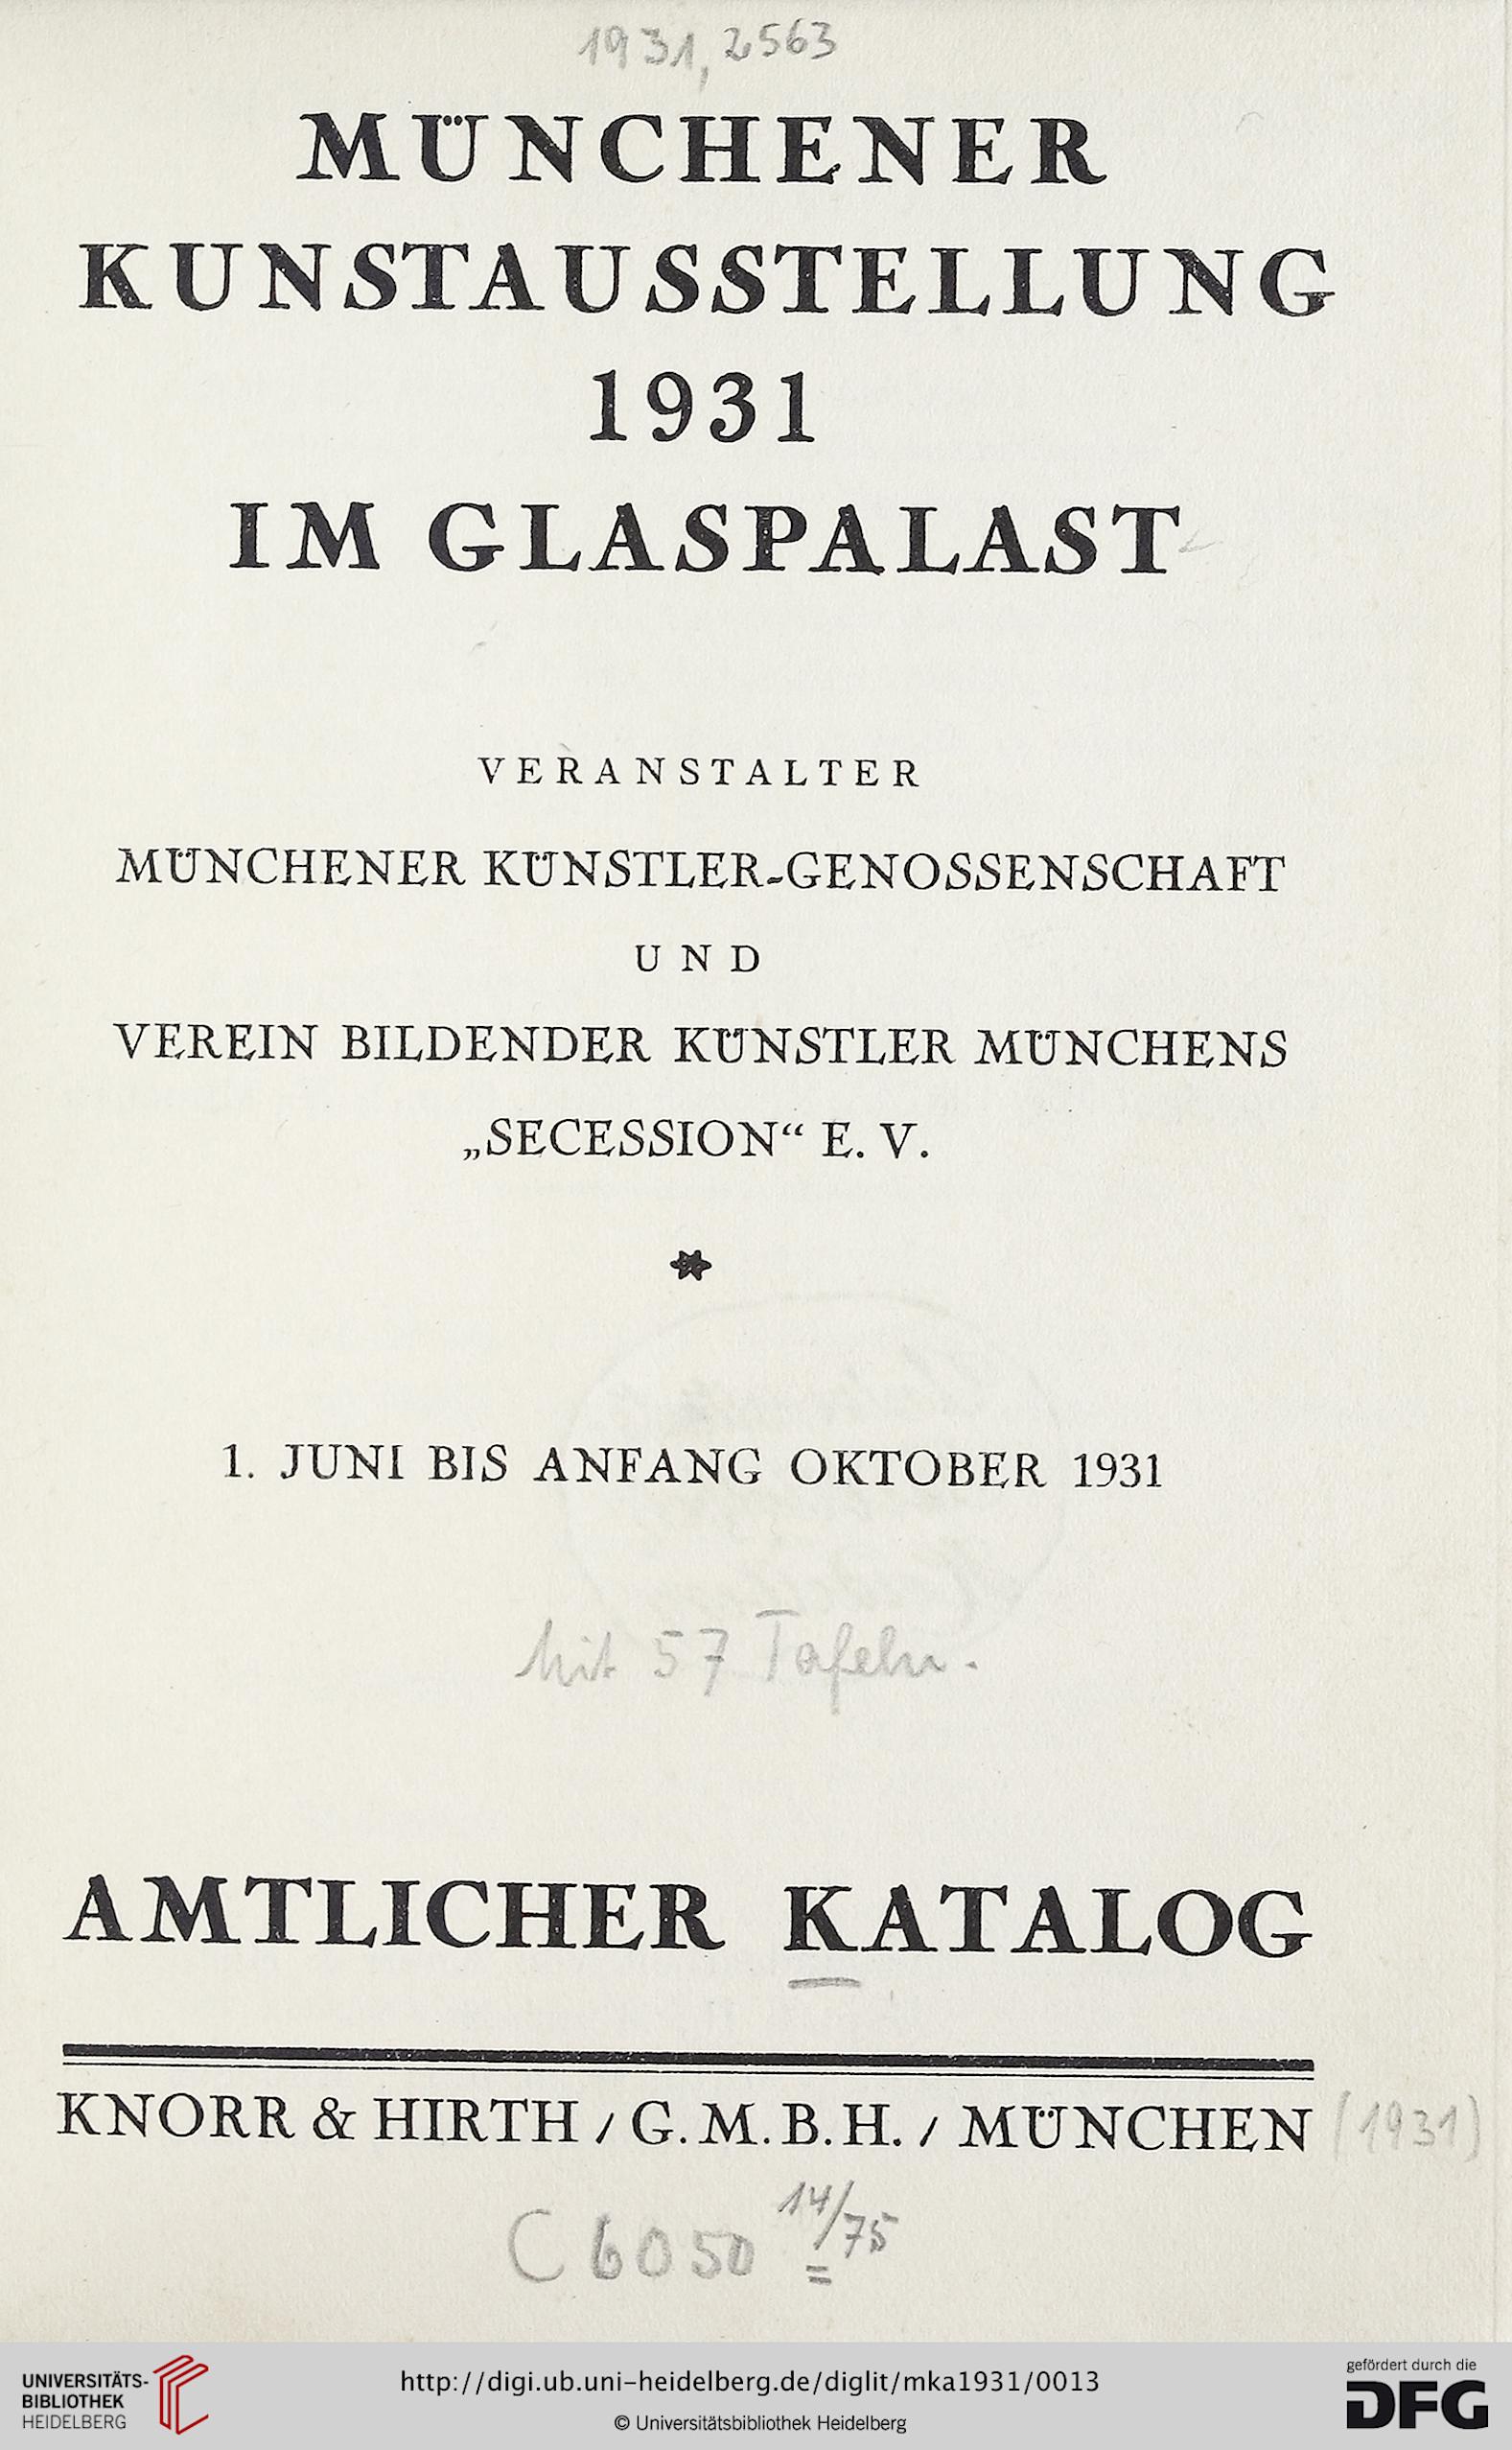 1931, 2563
MÜNCHENER
KUNSTAUSSTELLUNG
1931
IM GLASPALAST
VERANSTALTER
MÜNCHENER KÜNSTLER-GENOSSENSCHAFT
UND
VEREIN BILDENDER KÜNSTLER MÜNCHENS
„SECESSION“ E. V.
*
1. JUNI BIS ANFANG OKTOBER 1931
Mit 57 Tafeln.
AMTLICHER KATALOG
KNORR & HIRTH / G. M. B. H. / MÜNCHEN (1931)
C 6050 14/75
UNIVERSITÄTS-
BIBLIOTHEK
HEIDELBERG
http://digi.ub.uni-heidelberg.de/diglit/mka1931/0013
© Universitätsbibliothek Heidelberg
gefördert durch die
DFG